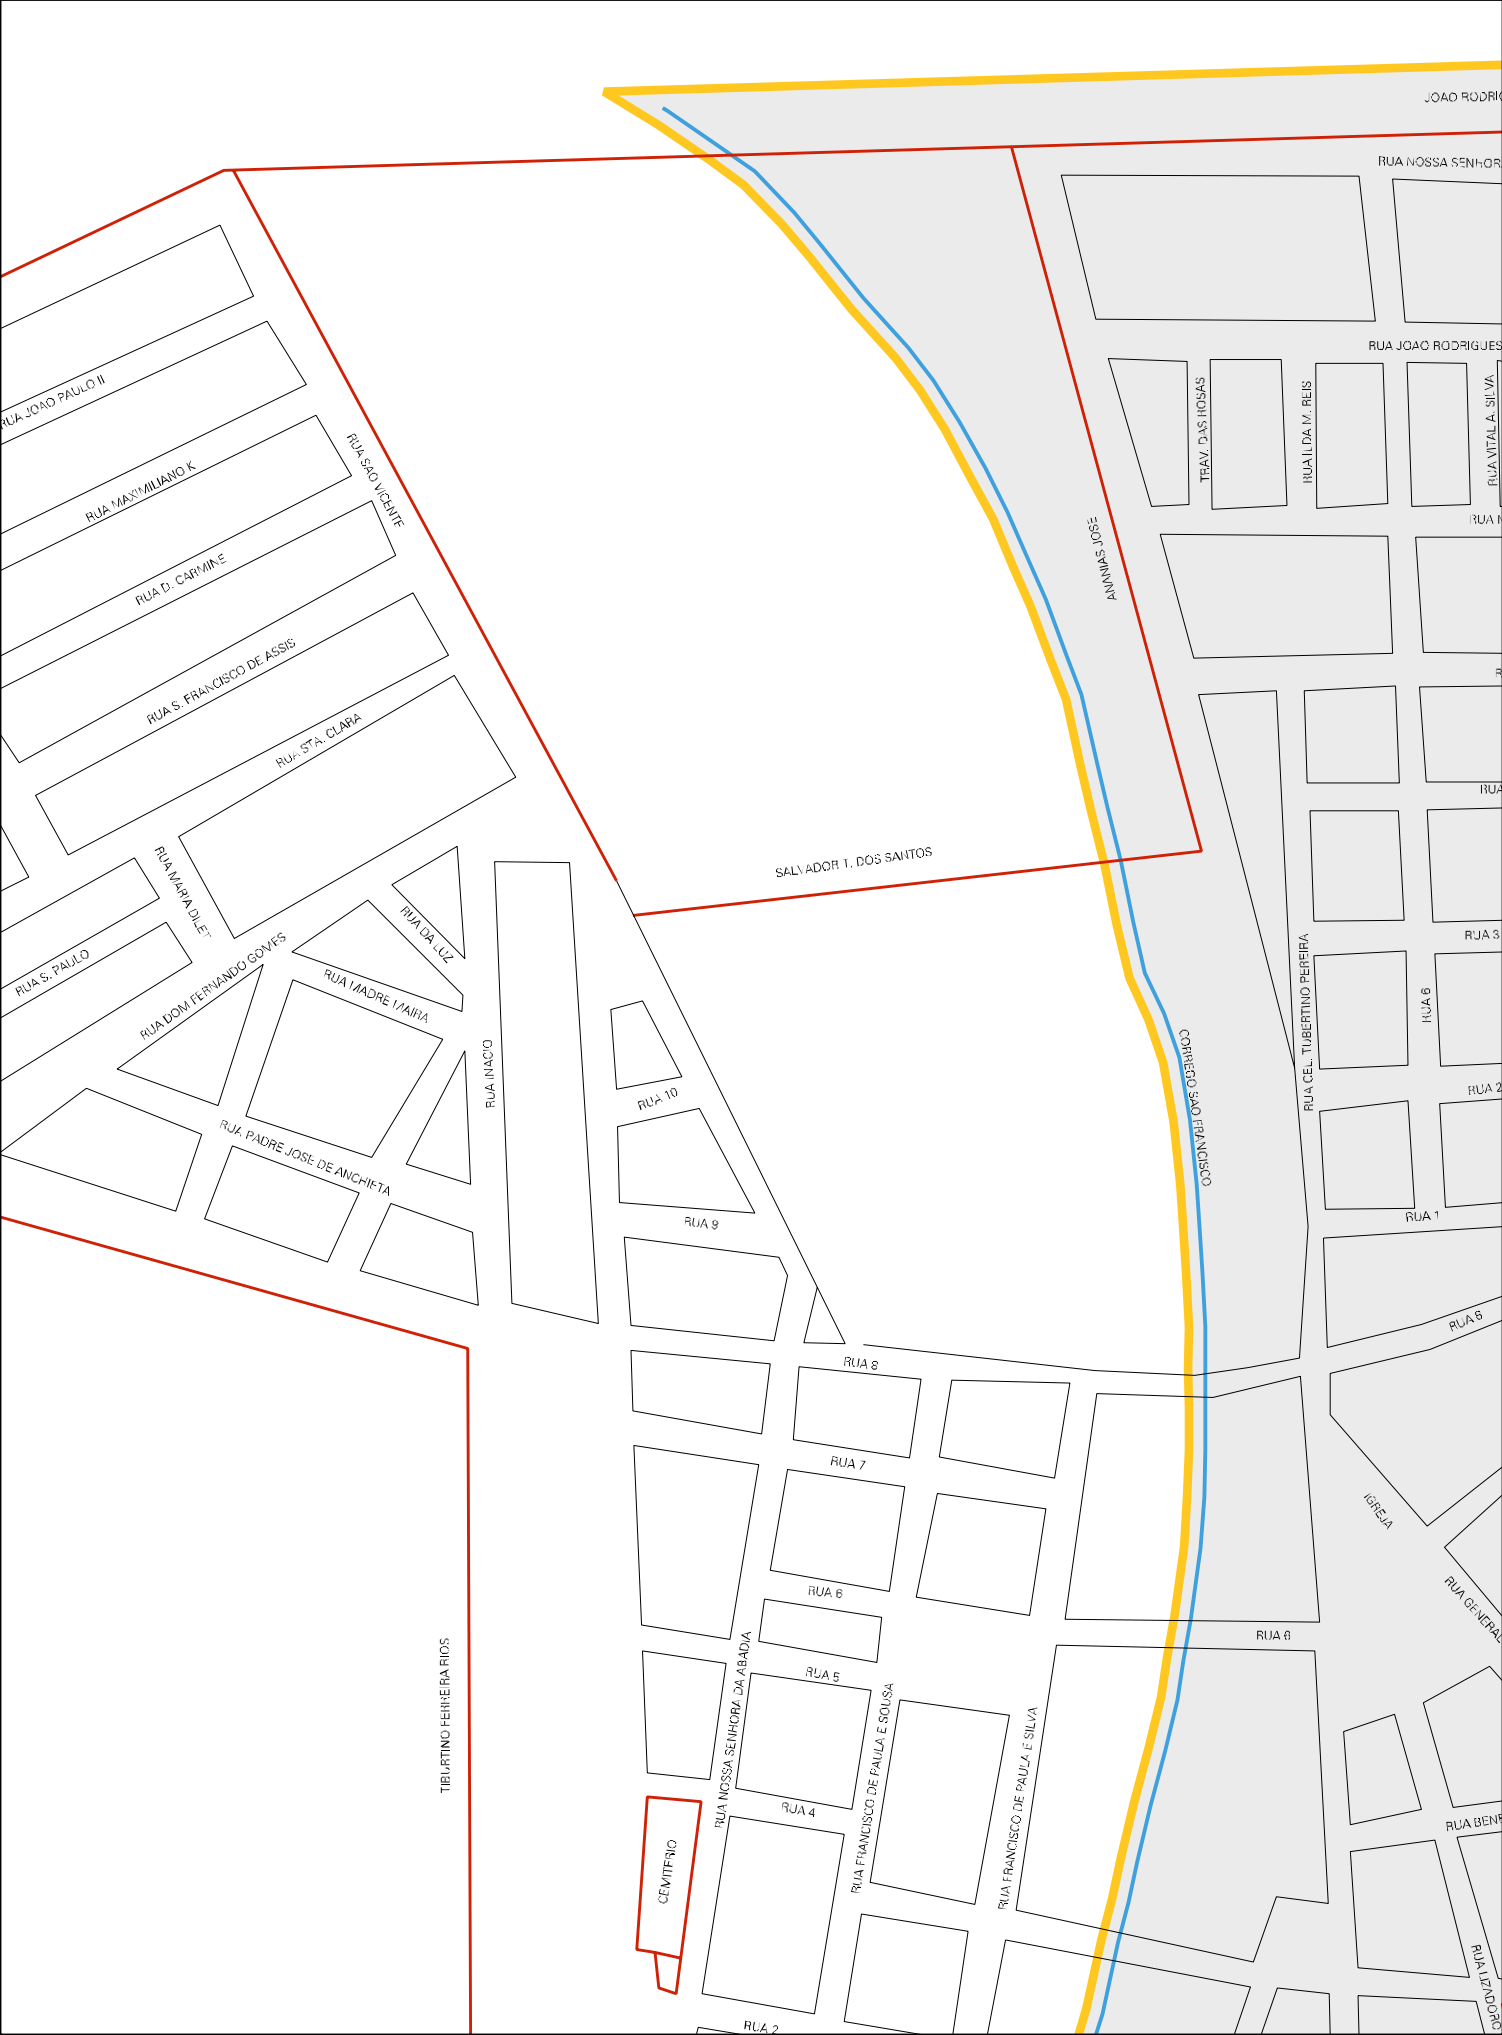 RUA NOSSA
RUA JOAO RODRIGUES
TRAV. DAS ROSAS
RUA ILDA M. REIS
RUA VITAL A. SILVA
RUA
RUA JOAO PAULO II
RUA MAXIMILIANO K
RUA SAO VICENTE
RUA D. CARMINE
ANANIAS JOSE
RUA S. FRANCISCO DE ASSIS
RUA STA. CLARA
RUA
SALVADOR T. DOS SANTOS
RUA MARIA DILET
RUA DA LUZ
RUA 3
RUA S. PAULO
RUA DOM FERNANDO GOMES
RUA MADRE MAIRA
RUA CEL. TUBERTINO PEREIRA
RUA 6
RUA INACIO
RUA 10
CORREGO SAO FRANCISCO
RUA 2
RUA PADRE JOSE DE ANCHIETA
RUA 9
RUA 1
RUA 6
RUA 8
RUA 7
IGREJA
RUA 6
RUA GENERAL
RUA 6
RUA 5
TIBURTINO FERREIRA RIOS
RUA NOSSA SENHORA DA ABADIA
RUA FRANCISCO DE PAULA E SOUSA
RUA FRANCISCO DE PAULA E SILVA
RUA 4
CEMITERIO
RUA
RUA
RUA 2